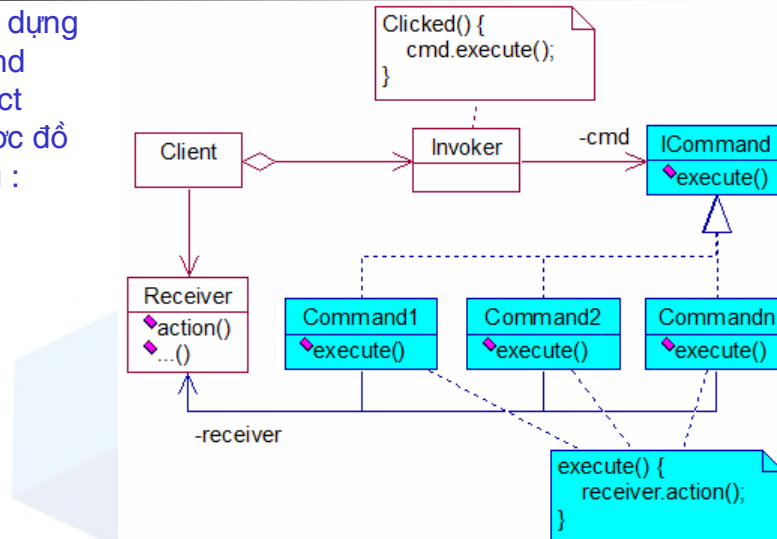 dựng
nd
ct
ợc đồ
:
Clicked() {
cmd.execute();
}
Client
Invoker
-cmd
ICommand
execute()
Receiver
action()
...()
Command1
execute()
Command2
execute()
Commandn
execute()
-receiver
execute() {
receiver.action();
}